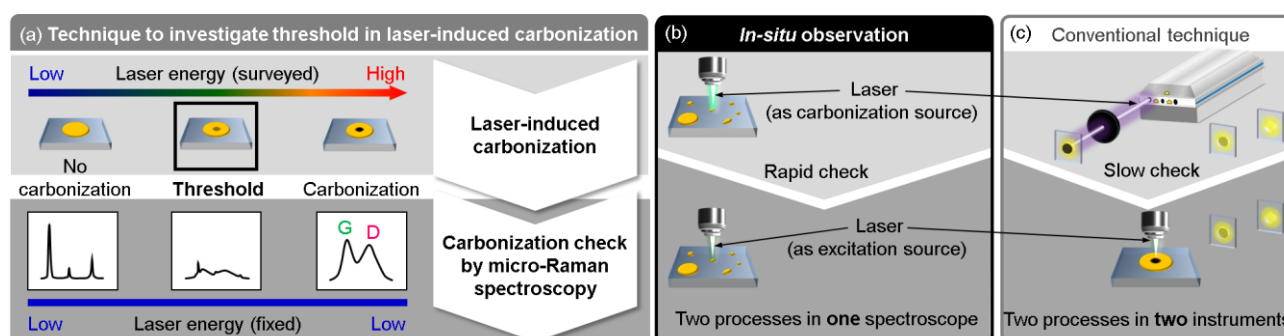 (a) Technique to investigate threshold in laser-induced carbonization
Low Laser energy (surveyed) High
No
carbonization
Threshold
Carbonization
G D
Low Laser energy (fixed) Low
Laser-induced
carbonization
Carbonization check
by micro-Raman
spectroscopy
(b) In-situ observation
Laser
(as carbonization source)
Rapid check
Laser
(as excitation source)
Two processes in one spectroscope
(c) Conventional technique
Slow check
Two processes in two instrument